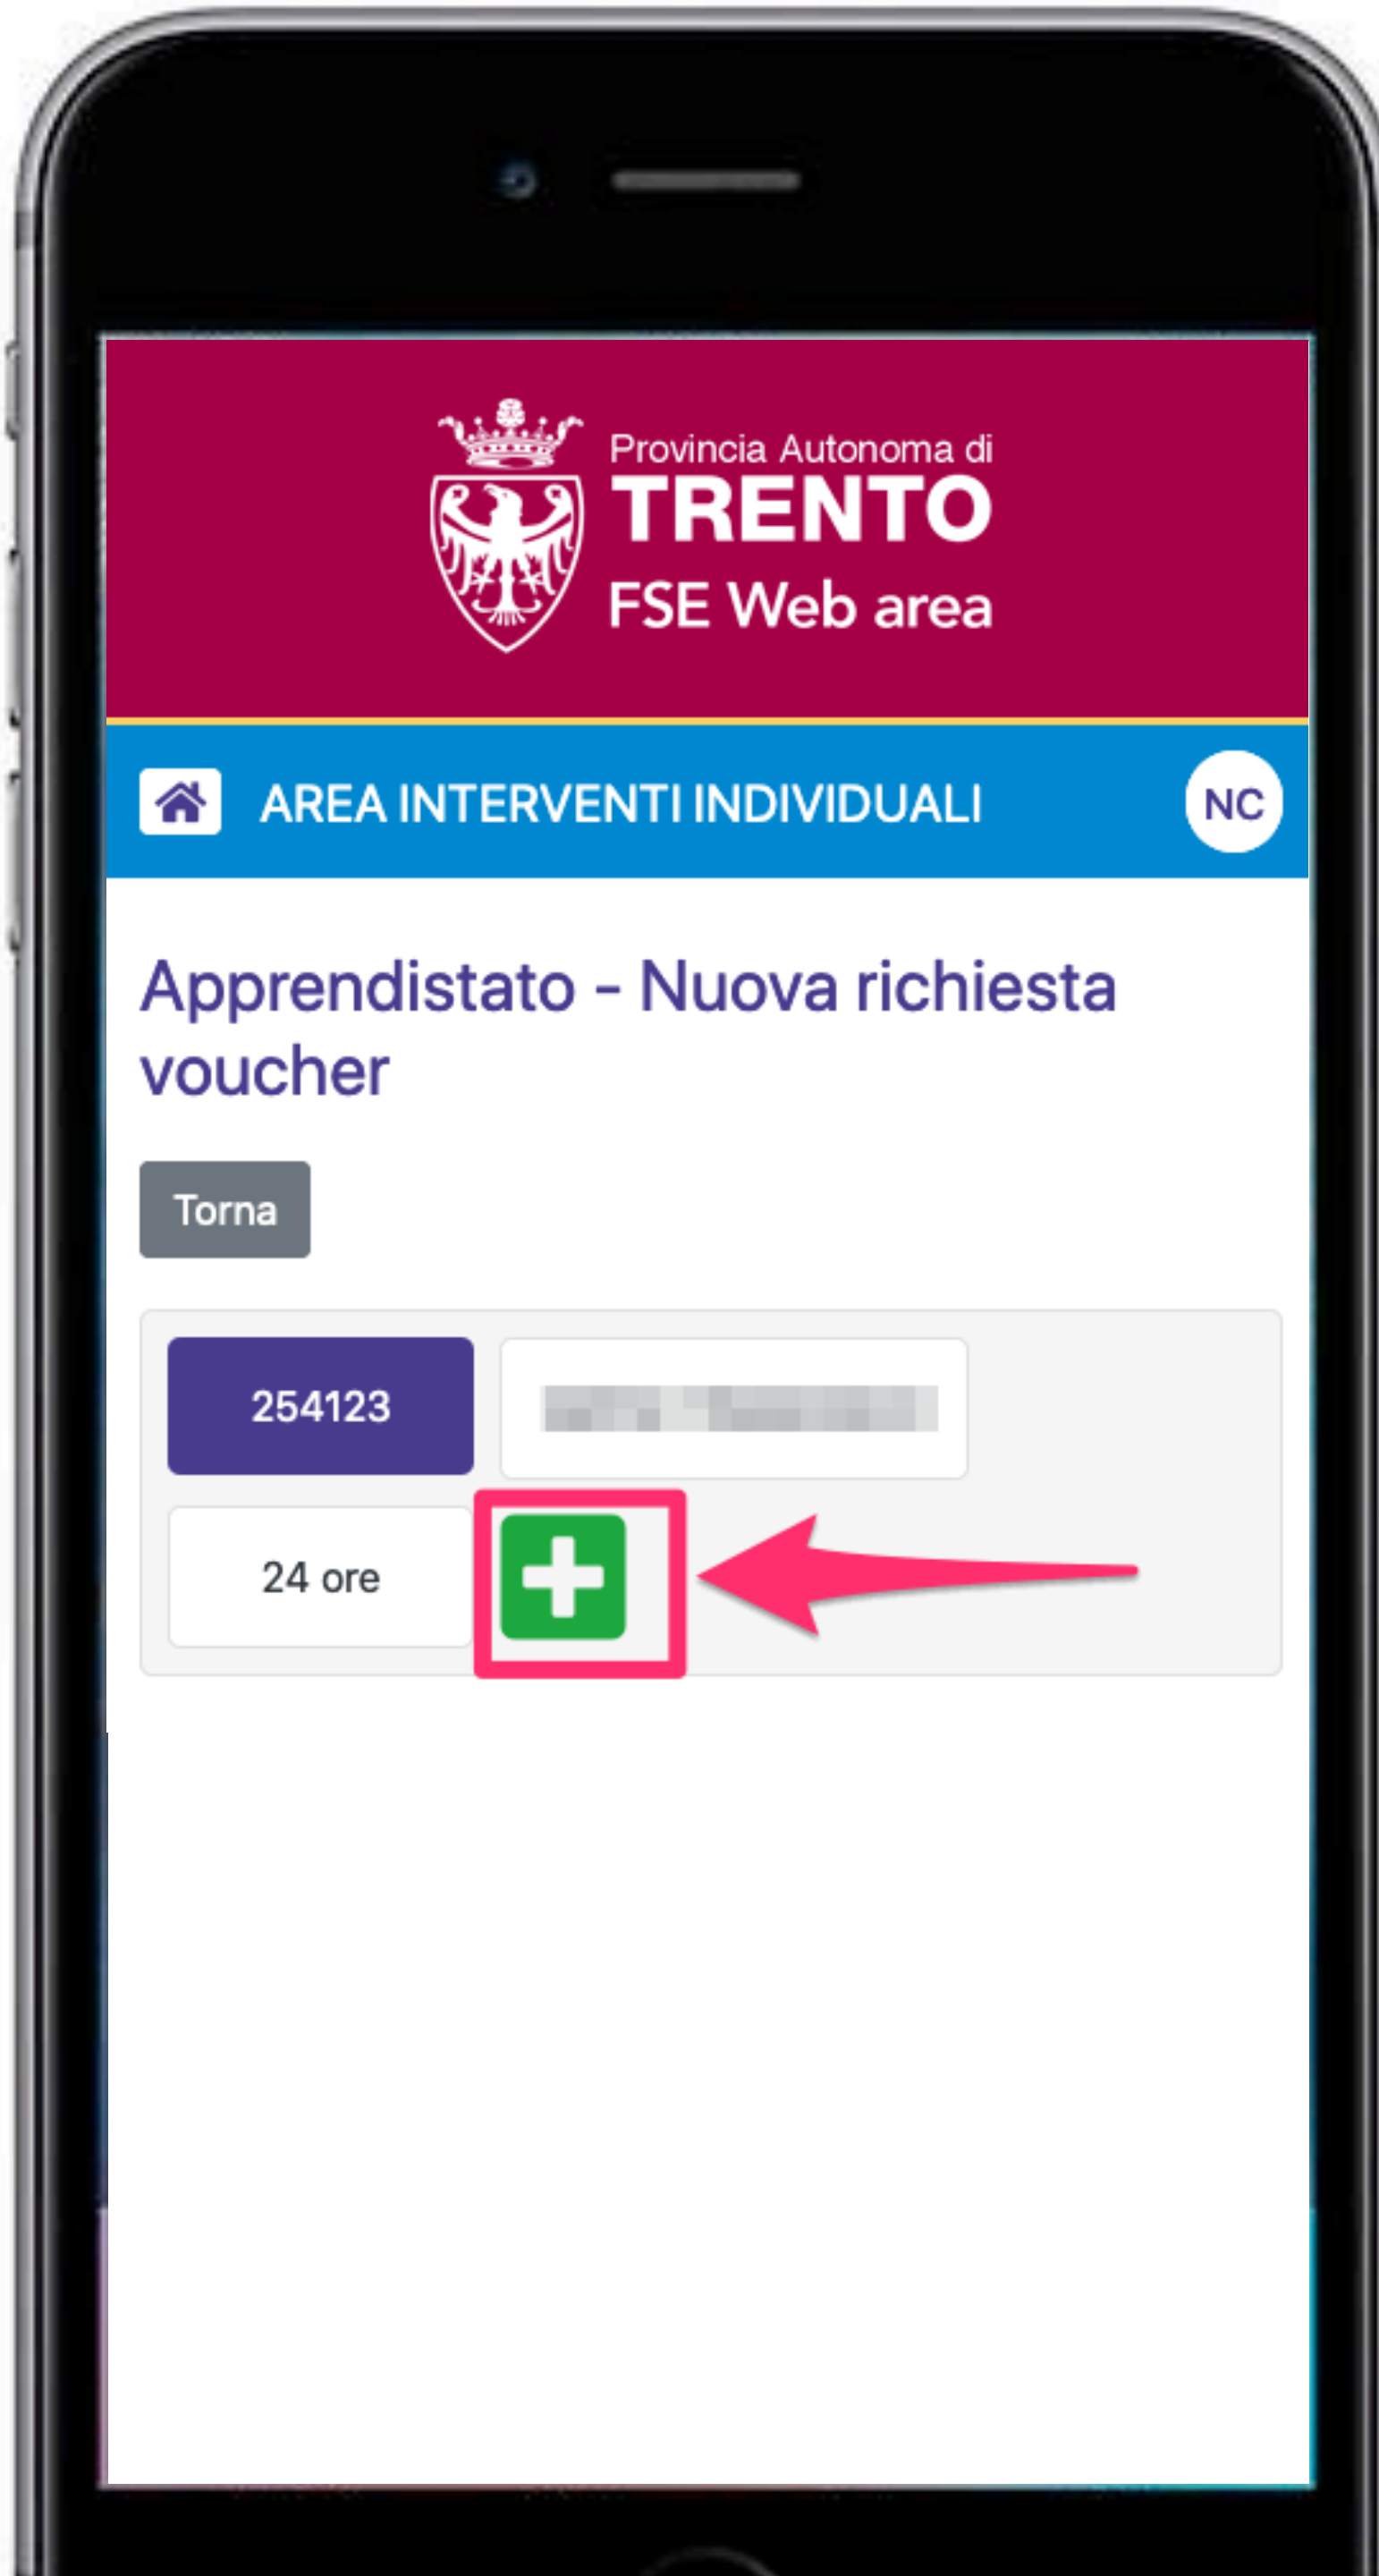 Provincia Autonoma di
TRENTO
FSE Web area
AREA INTERVENTI INDIVIDUALI
NC
Apprendistato - Nuova richiesta
voucher
Torna
254123
24 ore